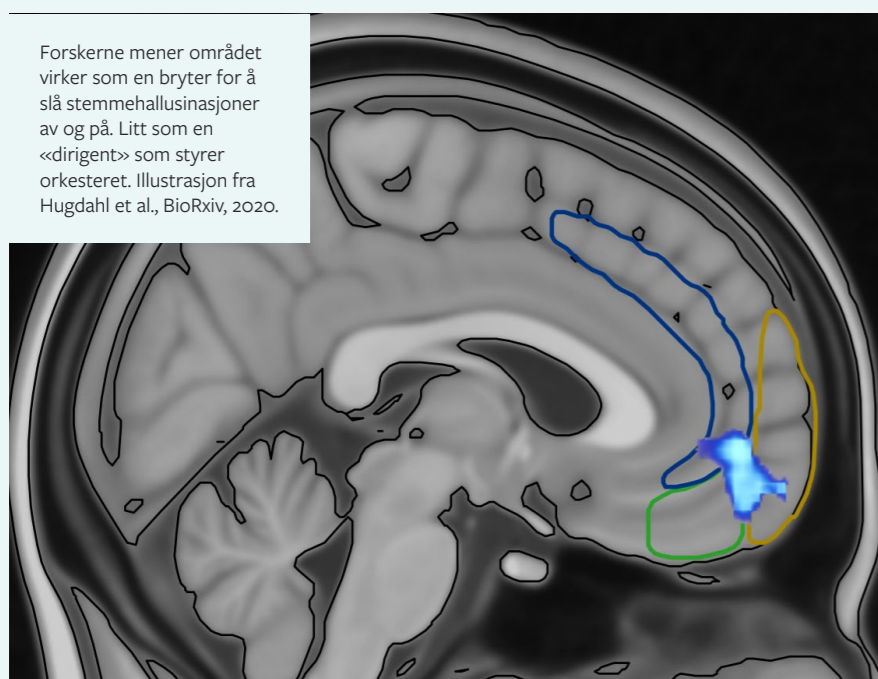 Forskerne mener området
virker som en bryter for å
slå stemmehallusinasjoner
av og på. Litt som en
«dirigent» som styrer
orkesteret. Illustrasjon fra
Hugdahl et al., BioRxiv, 2020.